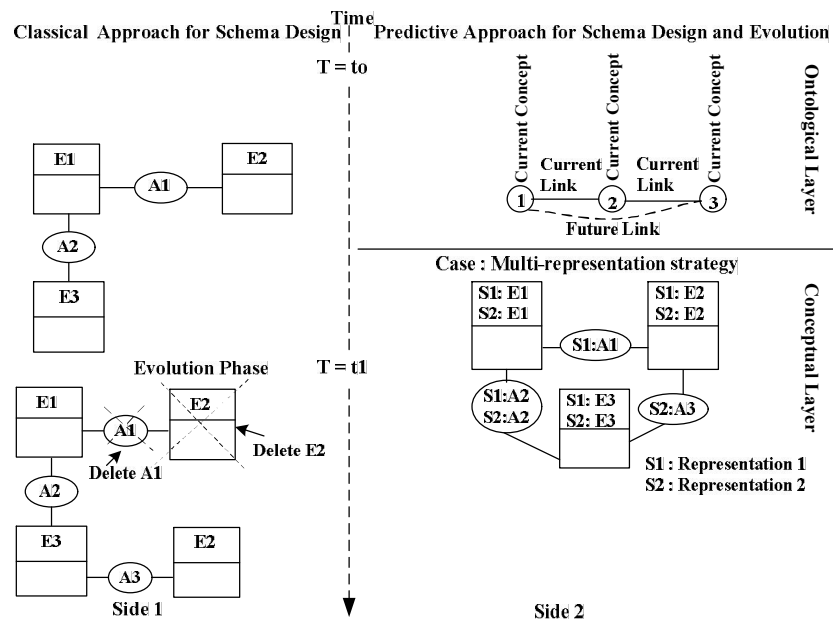 Classical Approach for Schema Design
Time
Predictive Approach for Schema Design and Evolution
T = to
E1
A1
E2
A2
E3
Evolution Phase
T = t1
E1
A1
E2
Delete A1
Delete E2
A2
E3
A3
E2
Side 1
Current Concept
Current Concept
Current Concept
Current
Link
Current
Link
1
2
3
Future Link
Ontological Layer
Case : Multi-representation strategy
S1: E1
S2: E1
S1:A1
S1: E2
S2: E2
S1:A2
S2:A2
S1: E3
S2: E3
S2:A3
S1 : Representation 1
S2 : Representation 2
Conceptual Layer
Side 2